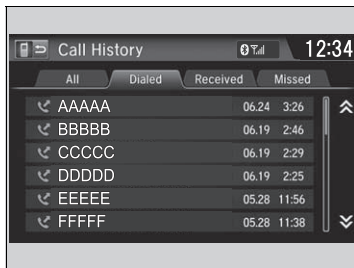 Call History 12:34
All Dialed Received Missed
AAAAA 06.24 3:26
BBBBB 06.19 2:46
CCCCC 06.19 2:29
DDDDD 06.19 2:25
EEEEE 05.28 11:56
FFFFF 05.28 11:38